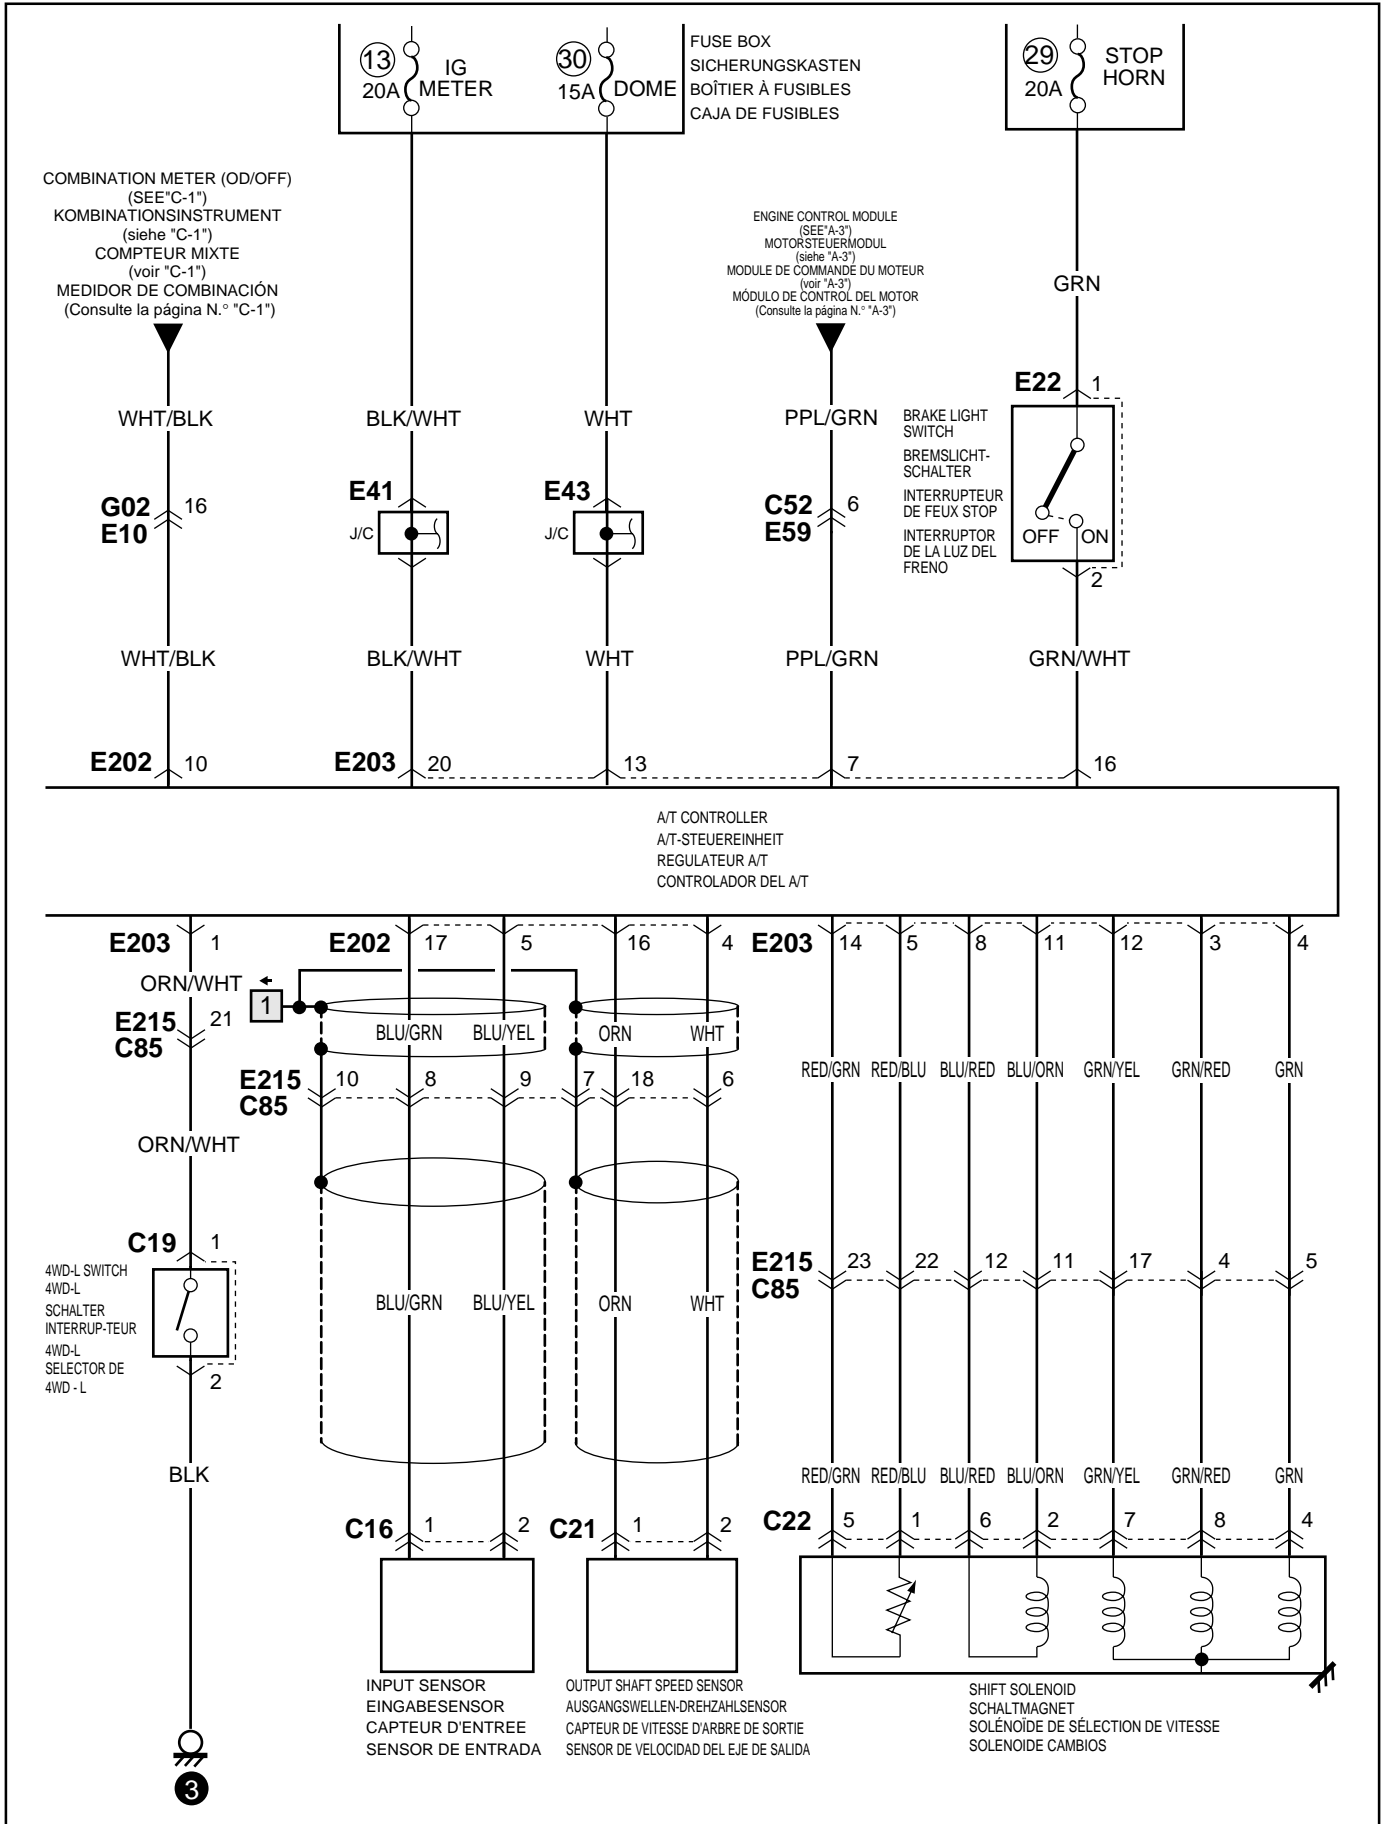 13
20A
IG
METER
30
15A
DOME
FUSE BOX
SICHERUNGSKASTEN
BOÎTIER À FUSIBLES
CAJA DE FUSIBLES
29
20A
STOP
HORN
COMBINATION METER (OD/OFF)
(SEE"C-1")
KOMBINATIONSINSTRUMENT
(siehe "C-1")
COMPTEUR MIXTE
(voir "C-1")
MEDIDOR DE COMBINACIÓN
(Consulte la página N.° "C-1")
ENGINE CONTROL MODULE
(SEE"A-3")
MOTORSTEUERMODUL
(siehe "A-3")
MODULE DE COMMANDE DU MOTEUR
(voir "A-3")
MÓDULO DE CONTROL DEL MOTOR
(Consulte la página N.° "A-3")
GRN
E22 1
WHT/BLK BLK/WHT WHT PPL/GRN
BRAKE LIGHT
SWITCH
BREMSLICHT-
SCHALTER
INTERRUPTEUR
DE FEUX STOP
INTERRUPTOR
DE LA LUZ DEL
FRENO
OFF ON
2
G02 16
E10
E41
J/C
E43
J/C
C52 6
E59
WHT/BLK BLK/WHT WHT PPL/GRN GRN/WHT
E202 10 E203 20 13 7 16
A/T CONTROLLER
A/T-STEUEREINHEIT
REGULATEUR A/T
CONTROLADOR DEL A/T
E203 1 E202 17 5 16 4 E203 14 5 8 11 12 3 4
ORN/WHT
1
E215 21
C85
BLU/GRN BLU/YEL ORN WHT
RED/GRN RED/BLU BLU/RED BLU/ORN GRN/YEL GRN/RED GRN
E215 10 8 9 7 18 6
C85
ORN/WHT
C19 1
4WD-L SWITCH
4WD-L
SCHALTER
INTERRUP-TEUR
4WD-L
SELECTOR DE
4WD - L
2
E215 23 22 12 11 17 4 5
C85
BLU/GRN BLU/YEL ORN WHT
BLK
RED/GRN RED/BLU BLU/RED BLU/ORN GRN/YEL GRN/RED GRN
C16 1 2 C21 1 2 C22 5 1 6 2 7 8 4
INPUT SENSOR
EINGABESENSOR
CAPTEUR D'ENTREE
SENSOR DE ENTRADA
OUTPUT SHAFT SPEED SENSOR
AUSGANGSWELLEN-DREHZAHLSENSOR
CAPTEUR DE VITESSE D'ARBRE DE SORTIE
SENSOR DE VELOCIDAD DEL EJE DE SALIDA
SHIFT SOLENOID
SCHALTMAGNET
SOLÉNOÏDE DE SÉLECTION DE VITESSE
SOLENOIDE CAMBIOS
3